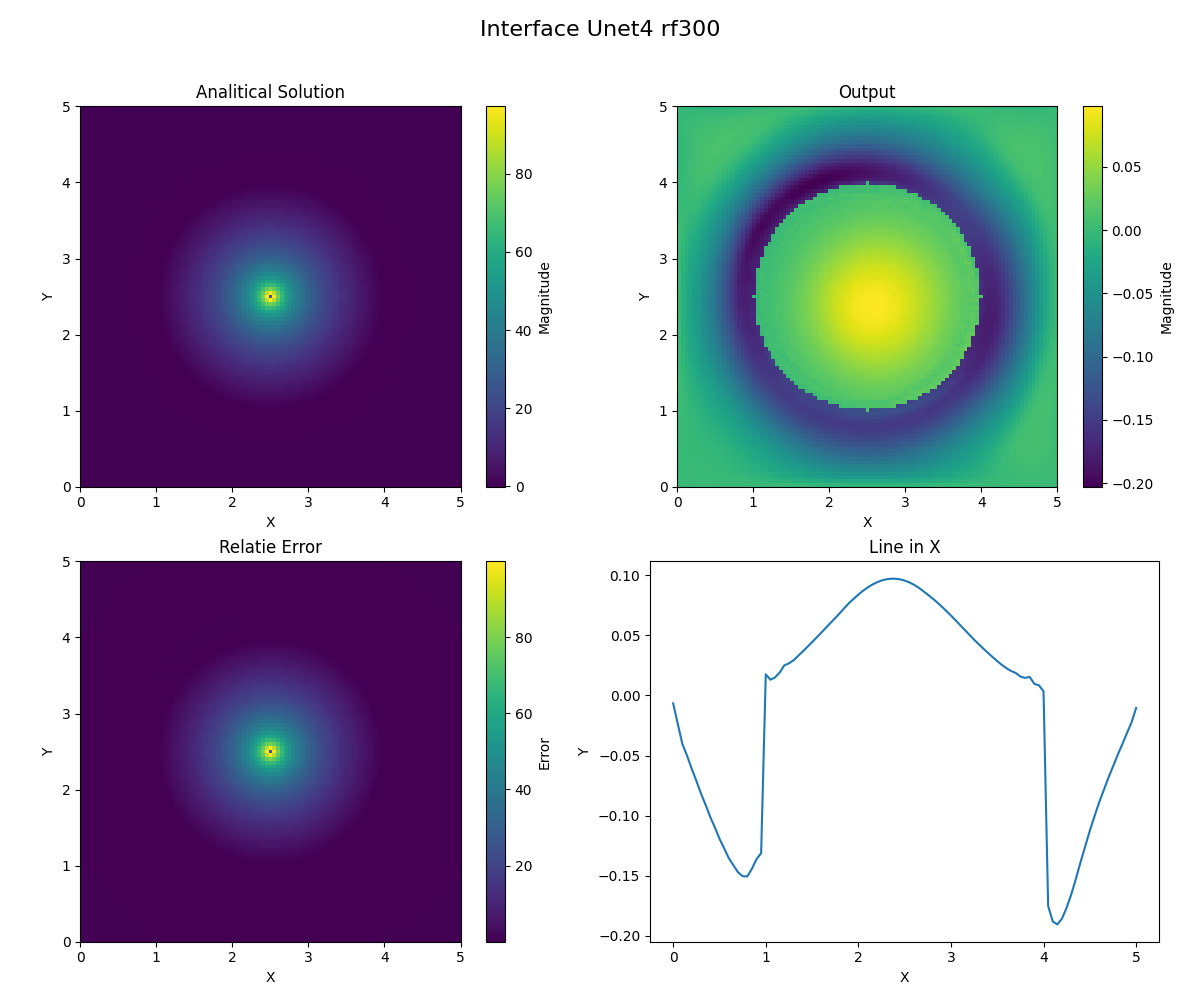 Interface Unet4 rf300
Analitical Solution
5
4
3
2
1
0
Y
0 1 2 3 4 5
X
80
60
40
20
0
Magnitude
Output
5
4
3
2
1
0
Y
0 1 2 3 4 5
X
0.05
0.00
−0.05
−0.10
−0.15
−0.20
Magnitude
Relatie Error
5
4
3
2
1
0
Y
0 1 2 3 4 5
X
80
60
40
20
Error
Line in X
0.10
0.05
0.00
−0.05
−0.10
−0.15
−0.20
Y
0 1 2 3 4 5
X